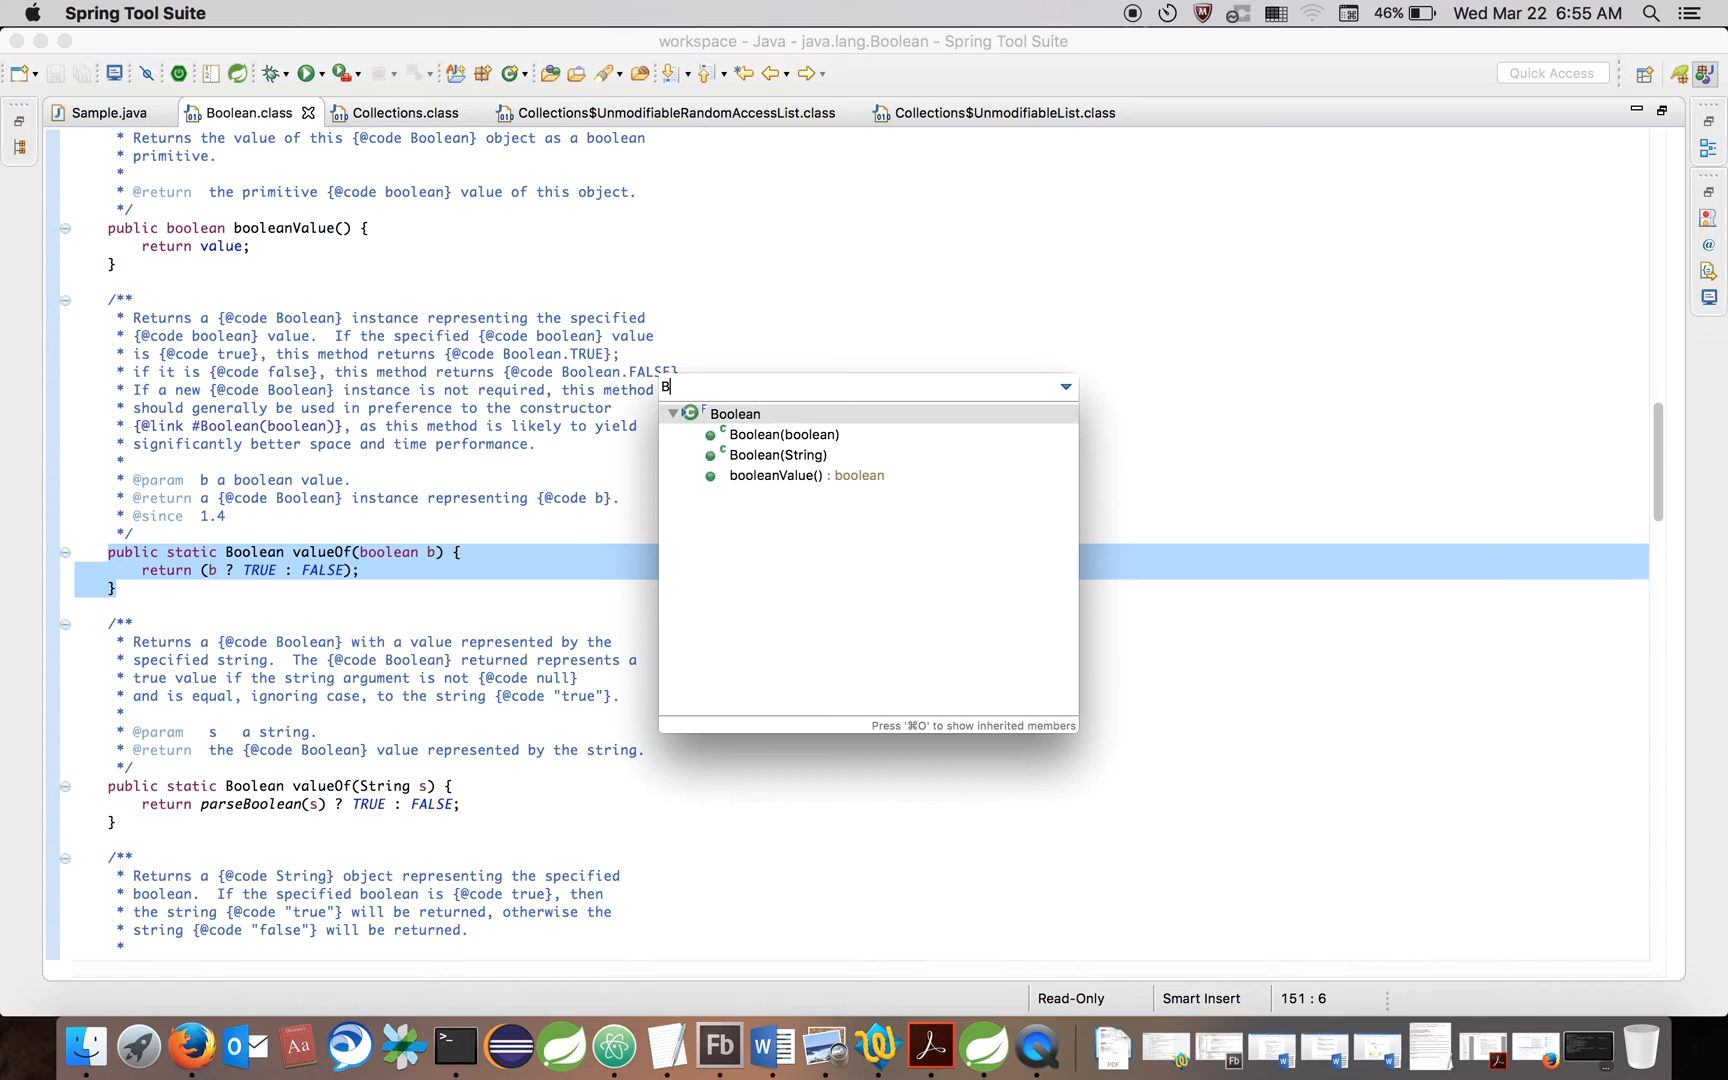 Spring Tool Suite
46%
Wed Mar 22 6:55 AM
workspace - Java - java.lang.Boolean - Spring Tool Suite
Quick Access
Sample.java
Boolean.class
Collections.class
Collections$UnmodifiableRandomAccessList.class
Collections$UnmodifiableList.class
* Returns the value of this {@code Boolean} object as a boolean
* primitive.
*
* @return  the primitive {@code boolean} value of this object.
*/
public boolean booleanValue() {
return value;
}
/**
* Returns a {@code Boolean} instance representing the specified
* {@code boolean} value.  If the specified {@code boolean} value
* is {@code true}, this method returns {@code Boolean.TRUE};
* if it is {@code false}, this method returns {@code Boolean.FALSE}
* If a new {@code Boolean} instance is not required, this method
* should generally be used in preference to the constructor
* {@link #Boolean(boolean)}, as this method is likely to yield
* significantly better space and time performance.
*
* @param  b a boolean value.
* @return a {@code Boolean} instance representing {@code b}.
* @since  1.4
*/
public static Boolean valueOf(boolean b) {
return (b ? TRUE : FALSE);
}
/**
* Returns a {@code Boolean} with a value represented by the
* specified string.  The {@code Boolean} returned represents a
* true value if the string argument is not {@code null}
* and is equal, ignoring case, to the string {@code "true"}.
*
* @param   s   a string.
* @return  the {@code Boolean} value represented by the string.
*/
public static Boolean valueOf(String s) {
return parseBoolean(s) ? TRUE : FALSE;
}
/**
* Returns a {@code String} object representing the specified
* boolean.  If the specified boolean is {@code true}, then
* the string {@code "true"} will be returned, otherwise the
* string {@code "false"} will be returned.
*
B
Boolean
Boolean(boolean)
Boolean(String)
booleanValue() : boolean
Press '⌘O' to show inherited members
Read-Only
Smart Insert
151 : 6
Aa
Fb
PDF
Fb